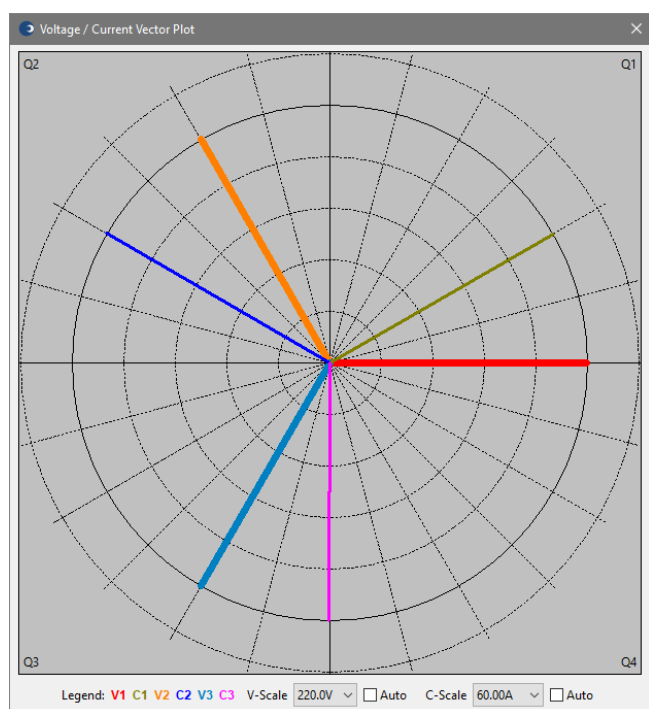 Voltage / Current Vector Plot
Q2 Q1
Q3 Q4
Legend: V1 C1 V2 C2 V3 C3 V-Scale 220.0V Auto C-Scale 60.00A Auto